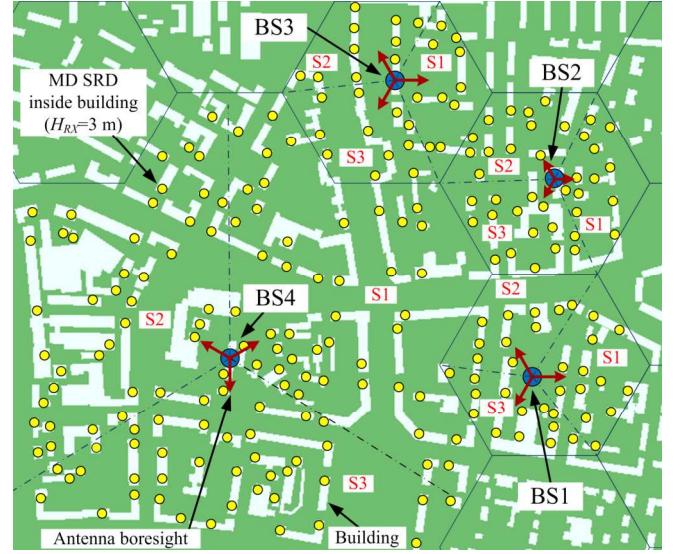 BS3
S2
S1
MD SRD
inside building
(H_RX=3 m)
BS2
S3
S2
S1
S3
S2
S1
S2
BS4
S1
S3
S3
BS1
Antenna boresight
Building